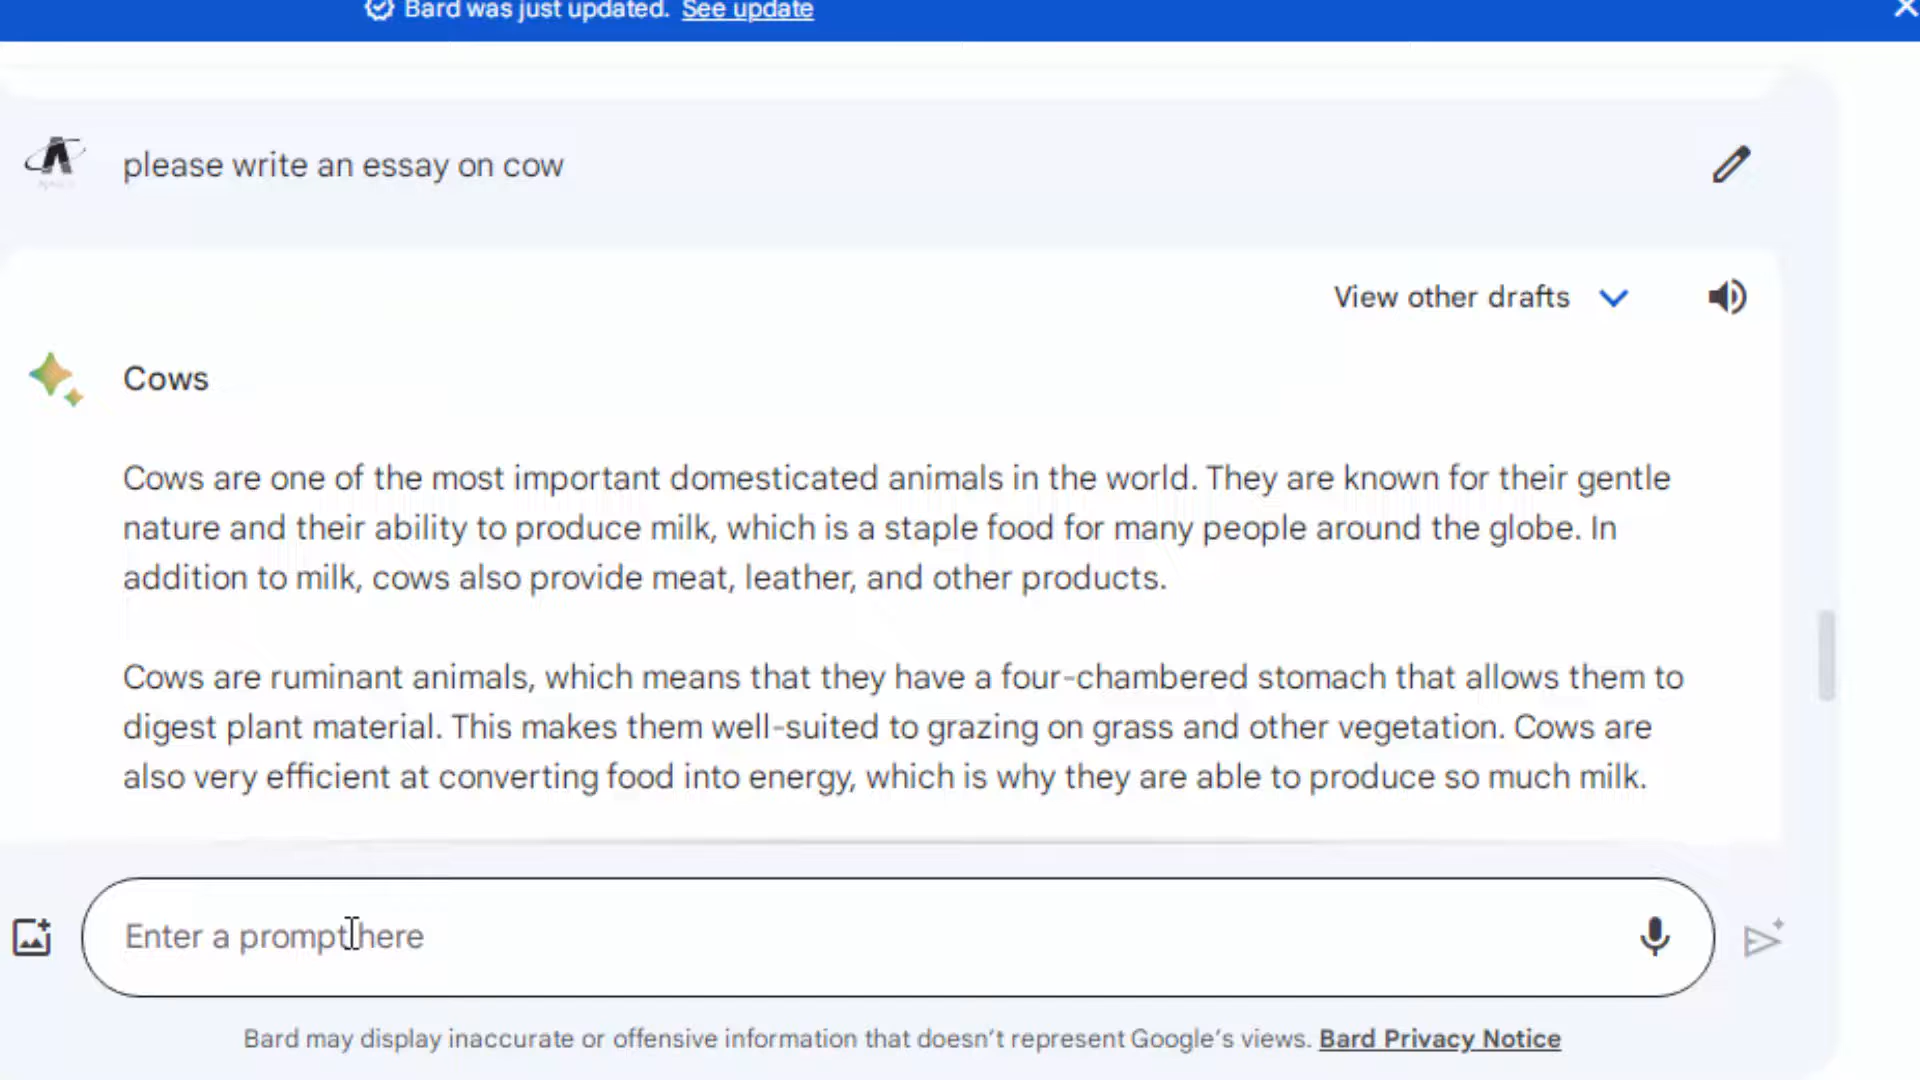 Bard was just updated. See update
please write an essay on cow
View other drafts
Cows
Cows are one of the most important domesticated animals in the world. They are known for their gentle
nature and their ability to produce milk, which is a staple food for many people around the globe. In
addition to milk, cows also provide meat, leather, and other products.
Cows are ruminant animals, which means that they have a four-chambered stomach that allows them to
digest plant material. This makes them well-suited to grazing on grass and other vegetation. Cows are
also very efficient at converting food into energy, which is why they are able to produce so much milk.
Enter a prompt here
Bard may display inaccurate or offensive information that doesn’t represent Google’s views. Bard Privacy Notice